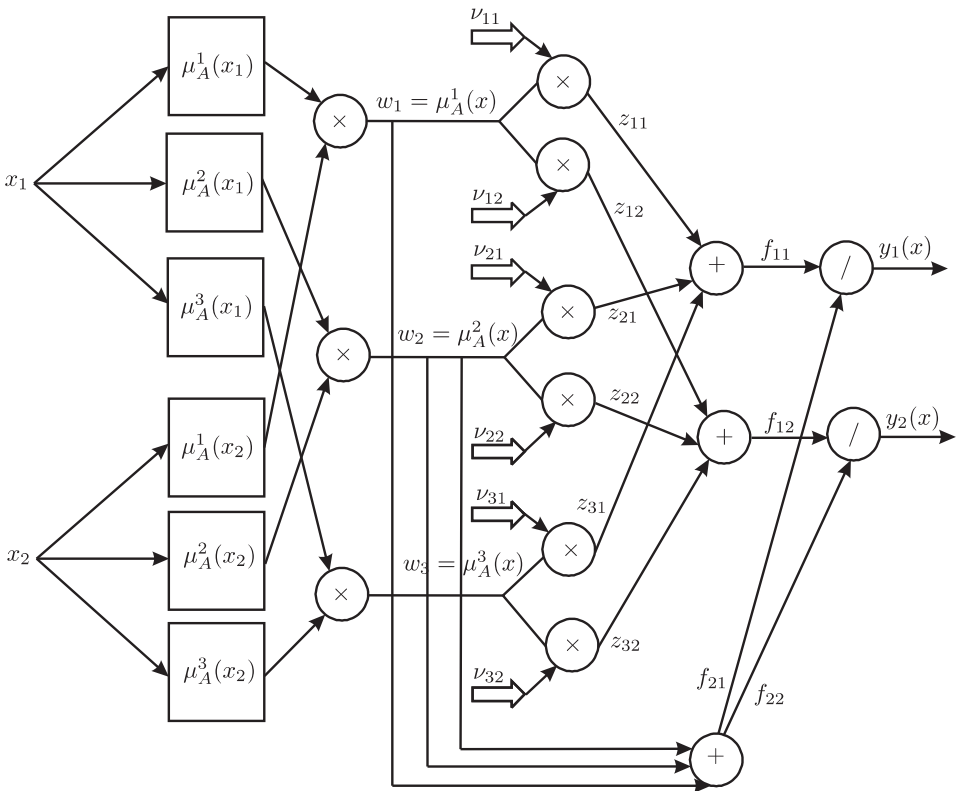 ν₁₁
μ_A^1(x₁)
×
w₁ = μ_A^1(x)
×
z₁₁
x₁
μ_A^2(x₁)
×
ν₁₂
z₁₂
ν₂₁
μ_A^3(x₁)
×
z₂₁
+
f₁₁
/
y₁(x)
×
w₂ = μ_A^2(x)
×
z₂₂
ν₂₂
+
f₁₂
/
y₂(x)
μ_A^1(x₂)
ν₃₁
z₃₁
x₂
μ_A^2(x₂)
×
w₃ = μ_A^3(x)
×
μ_A^3(x₂)
×
z₃₂
ν₃₂
f₂₁
f₂₂
+